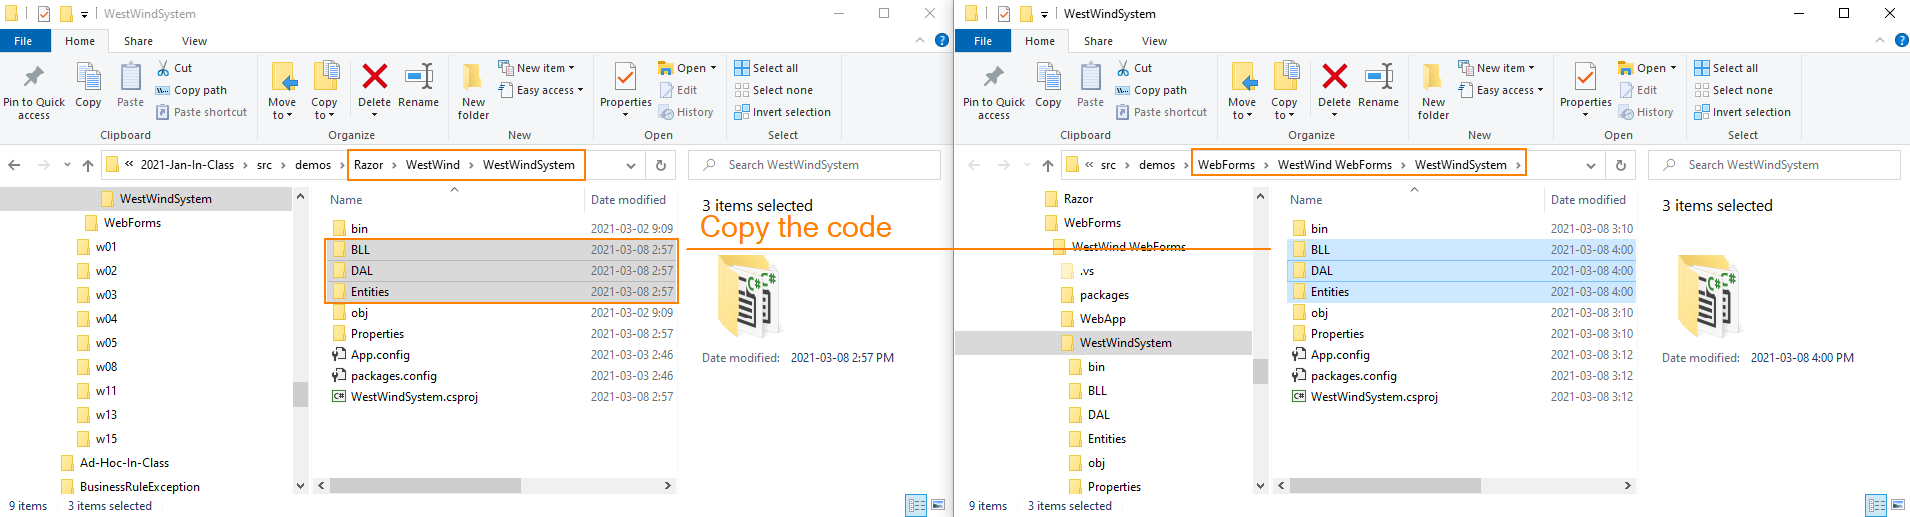 WestWindSystem
File Home Share View
Pin to Quick access
Copy
Paste
Cut
Copy path
Paste shortcut
Clipboard
Move to
Copy to
Delete
Rename
Organize
New folder
New item
Easy access
New
Properties
Open
Edit
History
Open
Select all
Select none
Invert selection
Select
« 2021-Jan-In-Class > src > demos > Razor > WestWind > WestWindSystem
Search WestWindSystem
WestWindSystem
WebForms
w01
w02
w03
w04
w05
w08
w11
w13
w15
Ad-Hoc-In-Class
BusinessRuleException
Name Date modified
bin 2021-03-02 9:09
BLL 2021-03-08 2:57
DAL 2021-03-08 2:57
Entities 2021-03-08 2:57
obj 2021-03-02 9:09
Properties 2021-03-08 2:57
App.config 2021-03-03 2:46
packages.config 2021-03-03 2:46
WestWindSystem.csproj 2021-03-08 2:57
3 items selected
Copy the code
C# C#
Date modified: 2021-03-08 2:57 PM
9 items 3 items selected
WestWindSystem
File Home Share View
Pin to Quick access
Copy
Paste
Cut
Copy path
Paste shortcut
Clipboard
Move to
Copy to
Delete
Rename
Organize
New folder
New item
Easy access
New
Properties
Open
Edit
History
Open
Select all
Select none
Invert selection
Select
« src > demos > WebForms > WestWind WebForms > WestWindSystem >
Search WestWindSystem
Razor
WebForms
WestWind WebForms
.vs
packages
WebApp
WestWindSystem
bin
BLL
DAL
Entities
obj
Properties
Name Date modified
bin 2021-03-08 3:10
BLL 2021-03-08 4:00
DAL 2021-03-08 4:00
Entities 2021-03-08 4:00
obj 2021-03-08 3:10
Properties 2021-03-08 3:10
App.config 2021-03-08 3:12
packages.config 2021-03-08 3:12
WestWindSystem.csproj 2021-03-08 3:12
3 items selected
C# C#
Date modified: 2021-03-08 4:00 PM
9 items 3 items selected